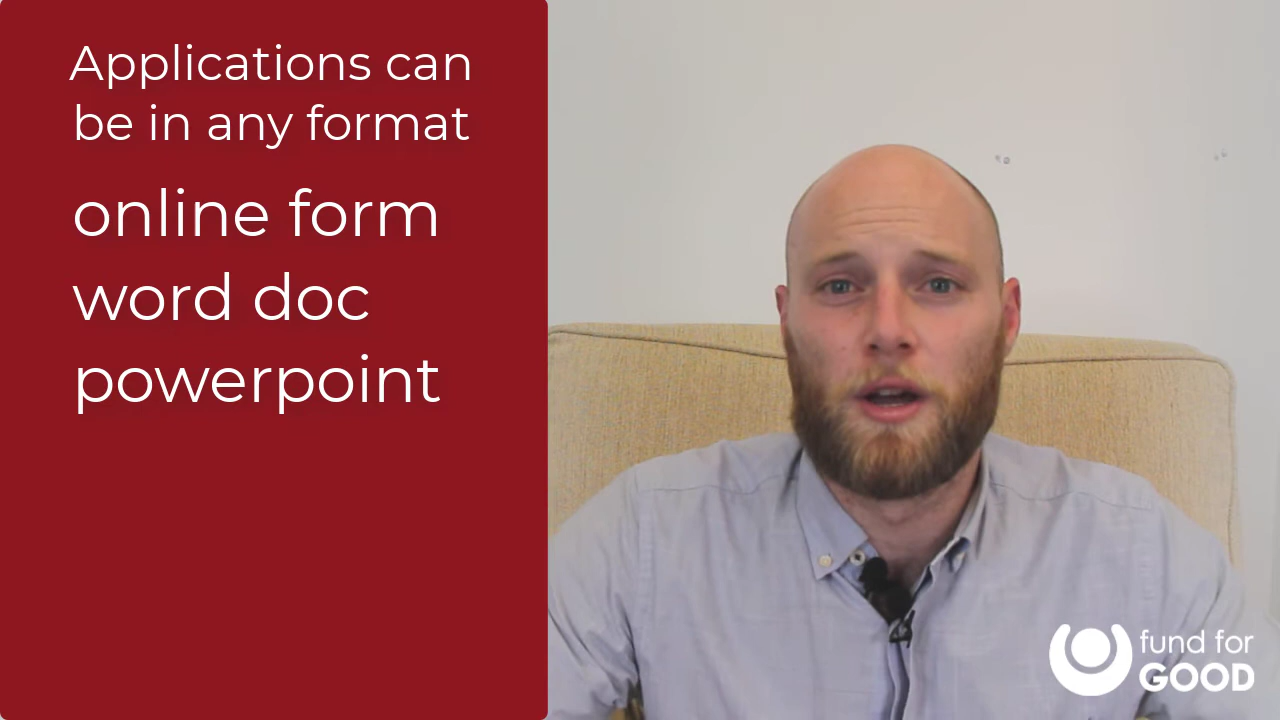 Applications can
be in any format
online form
word doc
powerpoint
fund for
GOOD